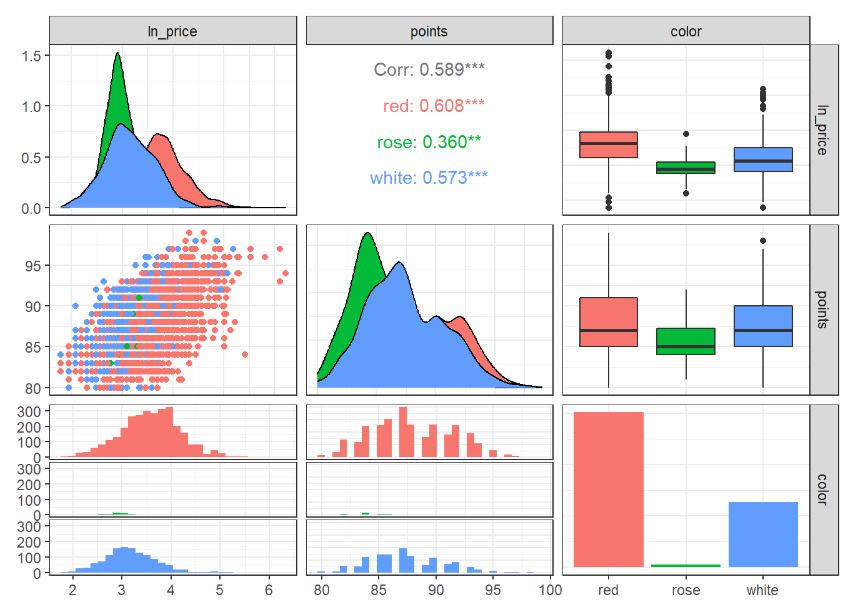 ln_price points color
1.5
1.0
0.5
0.0
Corr: 0.589***
red: 0.608***
rose: 0.360**
white: 0.573***
ln_price
95
90
85
80
points
300
200
100
0
300
200
100
0
300
200
100
0
color
2 3 4 5 6 80 85 90 95 100 red rose white